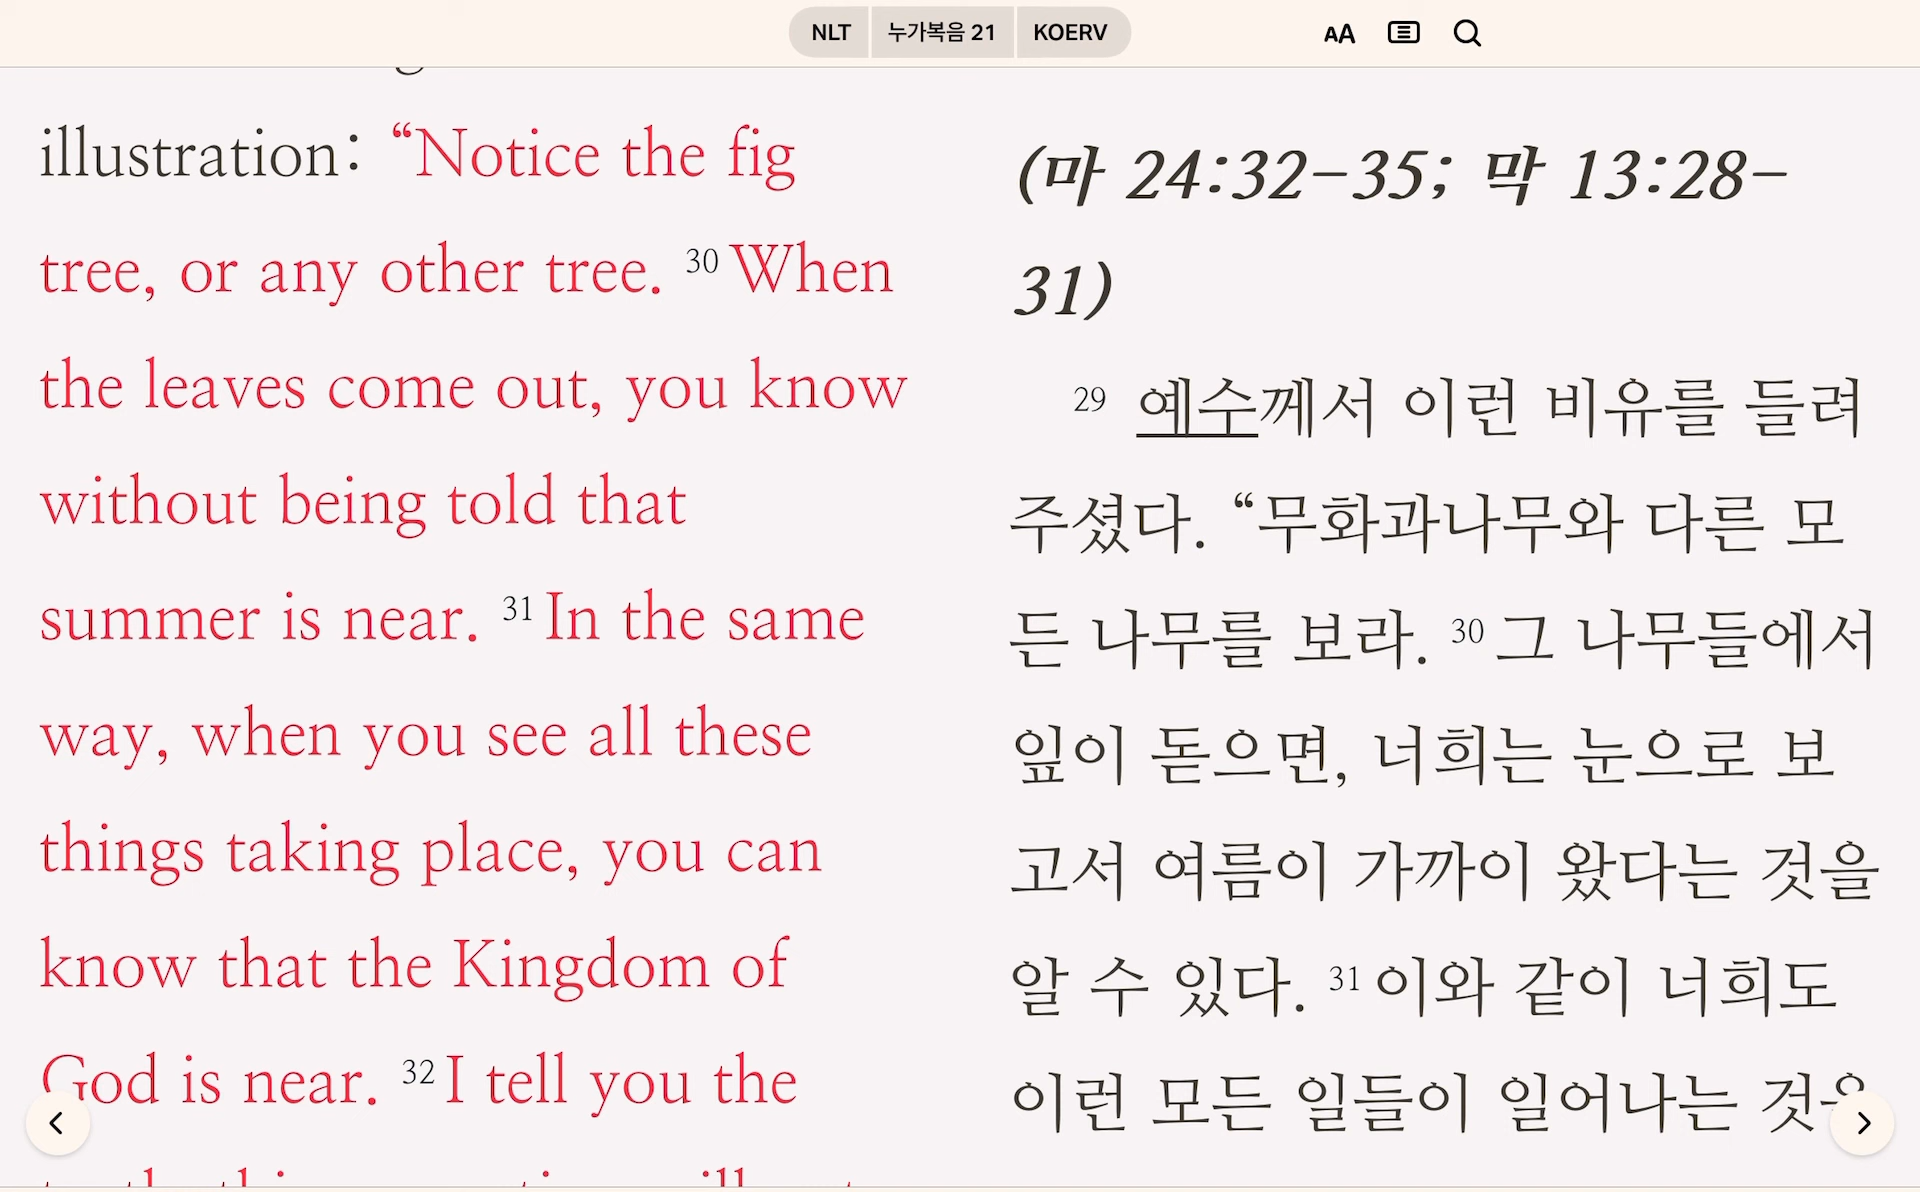 NLT 누가복음 21 KOERV AA
illustration: “Notice the fig
tree, or any other tree. 30 When
the leaves come out, you know
without being told that
summer is near. 31 In the same
way, when you see all these
things taking place, you can
know that the Kingdom of
God is near. 32 I tell you the
(마 24:32-35; 막 13:28-
31)
29 예수께서 이런 비유를 들려
주셨다. “무화과나무와 다른 모
든 나무를 보라. 30 그 나무들에서
잎이 돋으면, 너희는 눈으로 보
고서 여름이 가까이 왔다는 것을
알 수 있다. 31 이와 같이 너희도
이런 모든 일들이 일어나는 것을